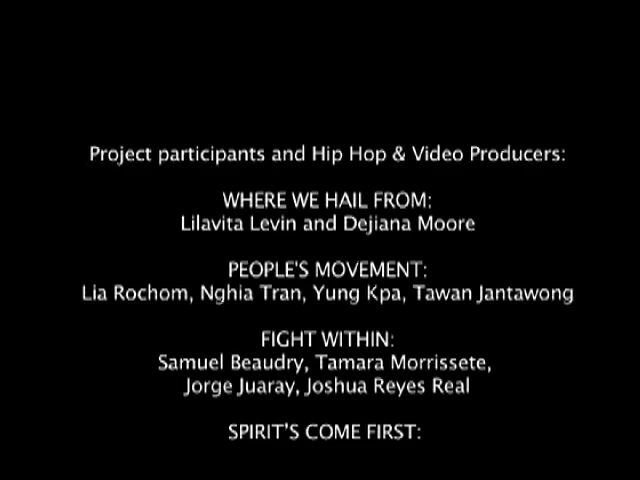 Project participants and Hip Hop & Video Producers:
WHERE WE HAIL FROM:
Lilavita Levin and Dejiana Moore
PEOPLE'S MOVEMENT:
Lia Rochom, Nghia Tran, Yung Kpa, Tawan Jantawong
FIGHT WITHIN:
Samuel Beaudry, Tamara Morrissete,
Jorge Juaray, Joshua Reyes Real
SPIRIT'S COME FIRST: